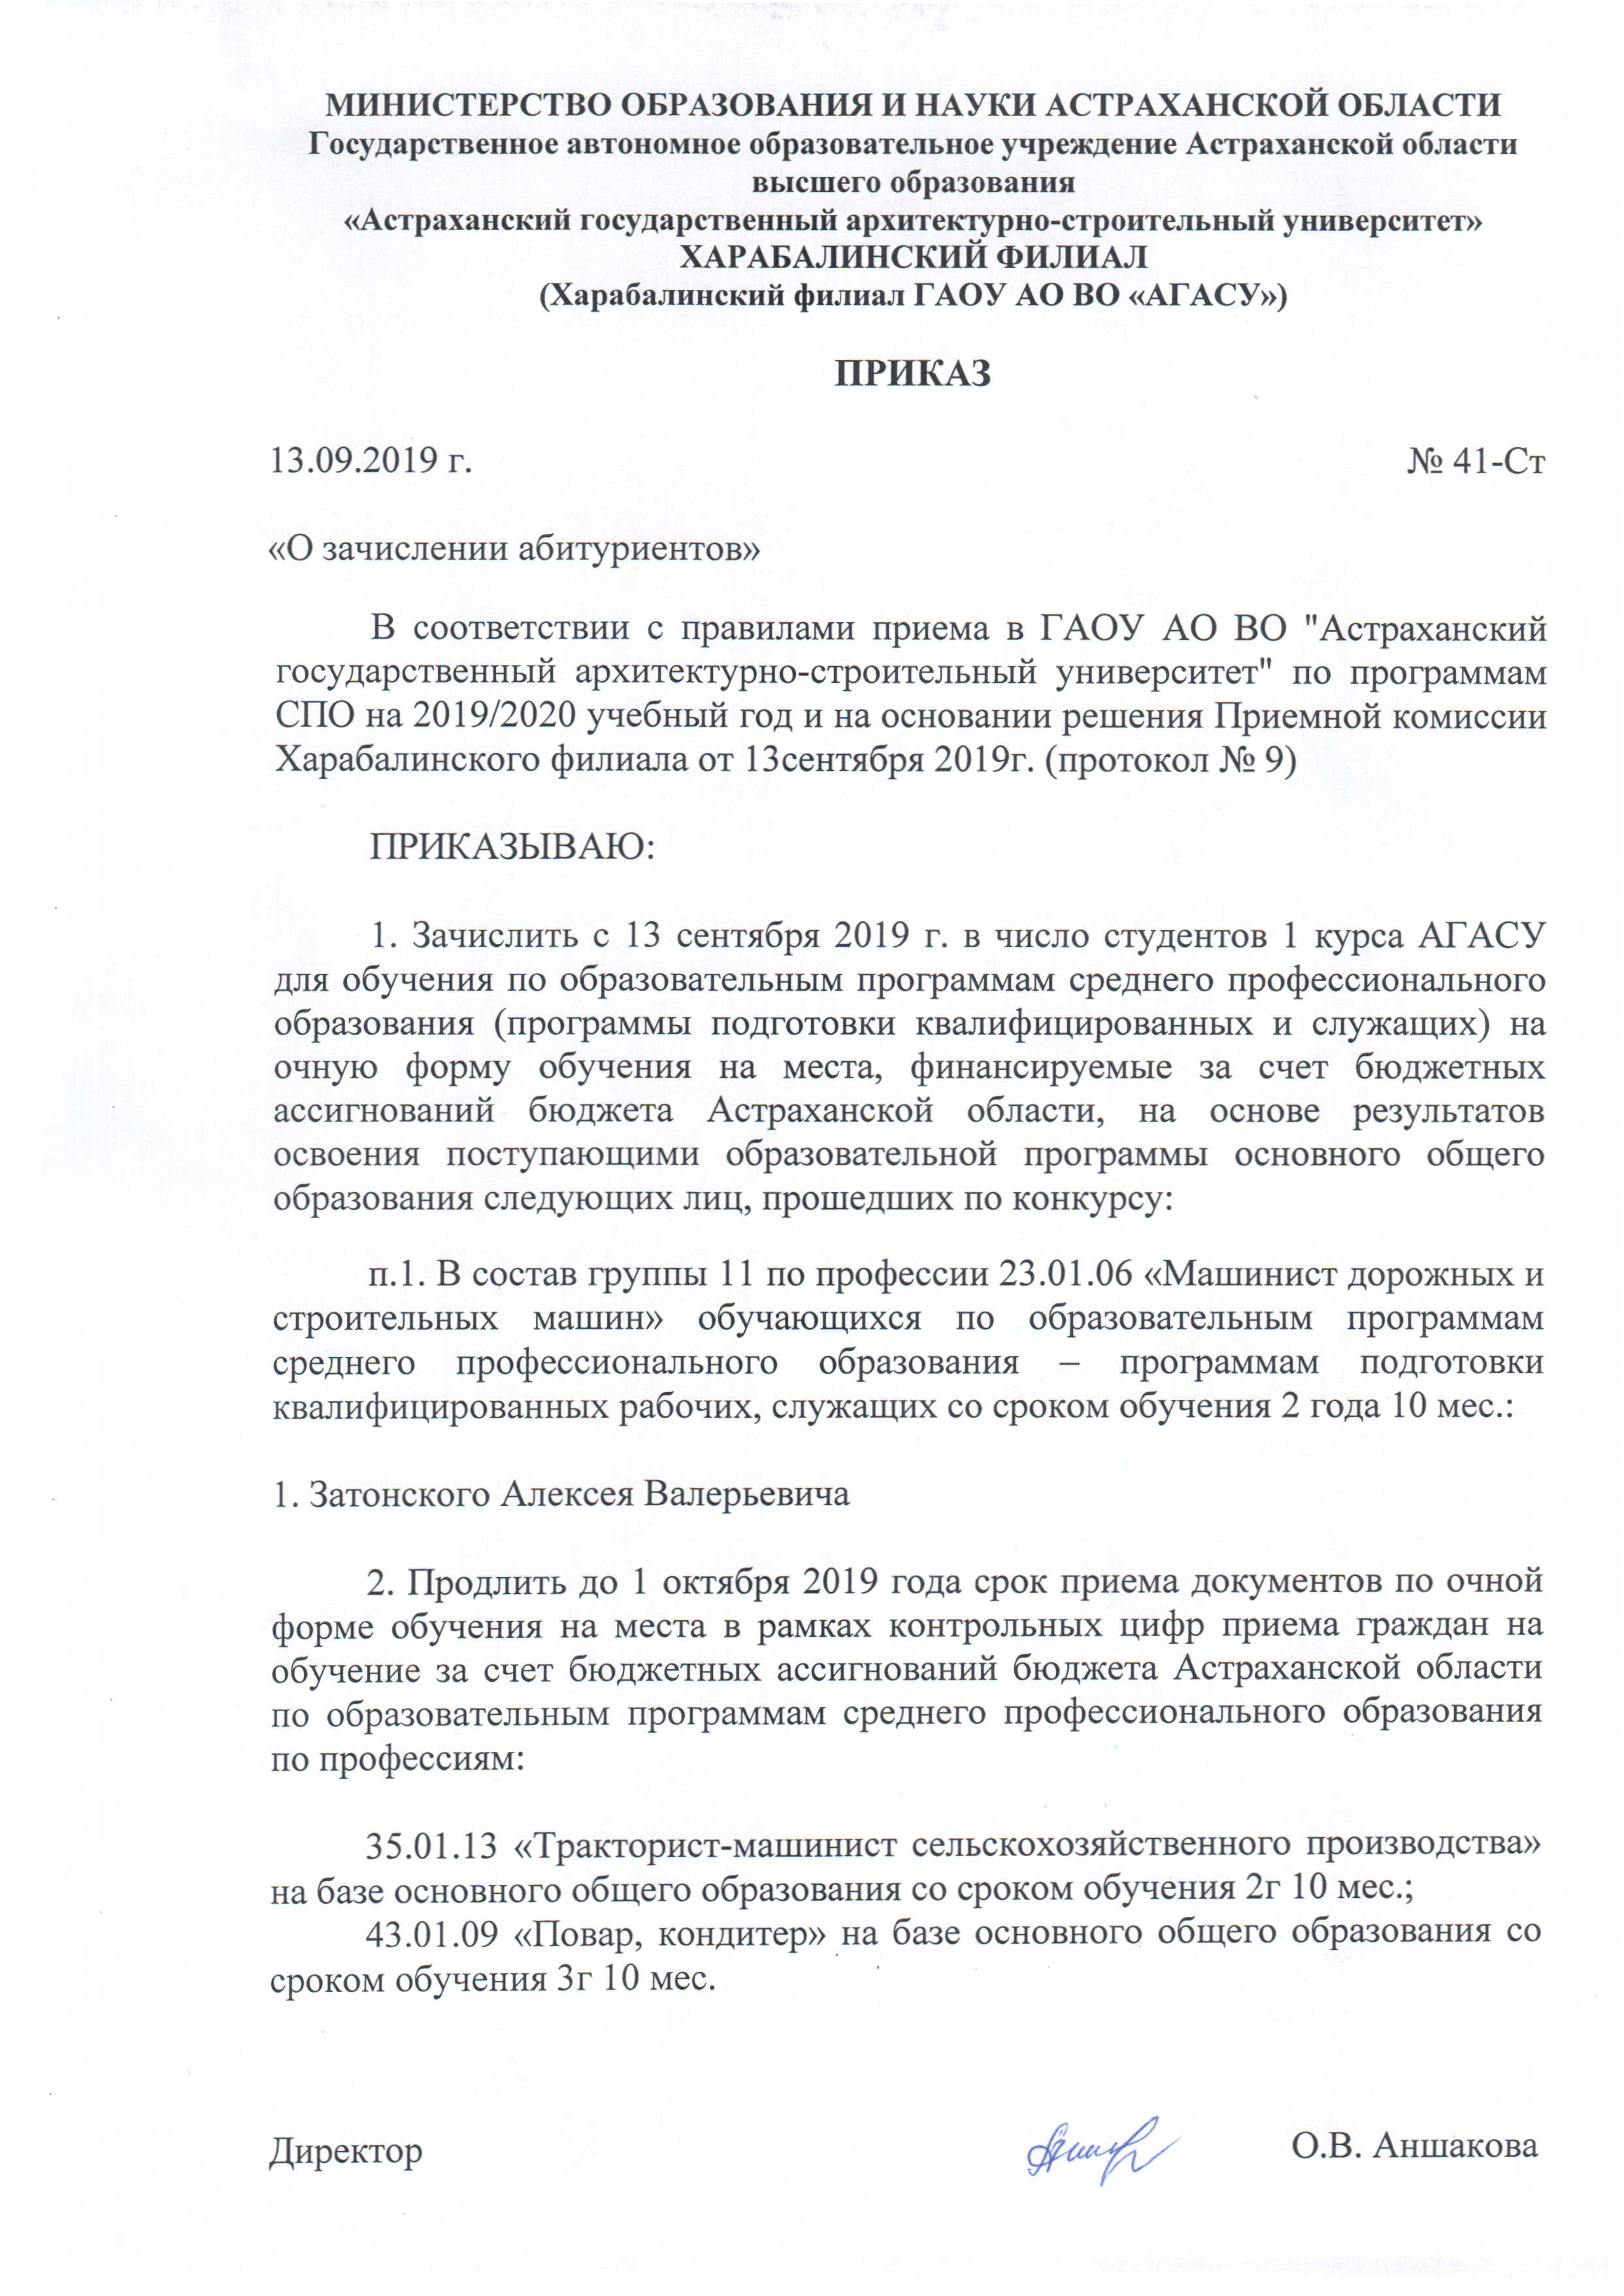 МИНИСТЕРСТВО ОБРАЗОВАНИЯ И НАУКИ АСТРАХАНСКОЙ ОБЛАСТИ
Государственное автономное образовательное учреждение Астраханской области
высшего образования
«Астраханский государственный архитектурно-строительный университет»
ХАРАБАЛИНСКИЙ ФИЛИАЛ
(Харабалинский филиал ГАОУ АО ВО «АГАСУ»)
ПРИКАЗ
13.09.2019 г. № 41-Ст
«О зачислении абитуриентов»
В соответствии с правилами приема в ГАОУ АО ВО "Астраханский
государственный архитектурно-строительный университет" по программам
СПО на 2019/2020 учебный год и на основании решения Приемной комиссии
Харабалинского филиала от 13сентября 2019г. (протокол № 9)
ПРИКАЗЫВАЮ:
1. Зачислить с 13 сентября 2019 г. в число студентов 1 курса АГАСУ
для обучения по образовательным программам среднего профессионального
образования (программы подготовки квалифицированных и служащих) на
очную форму обучения на места, финансируемые за счет бюджетных
ассигнований бюджета Астраханской области, на основе результатов
освоения поступающими образовательной программы основного общего
образования следующих лиц, прошедших по конкурсу:
п.1. В состав группы 11 по профессии 23.01.06 «Машинист дорожных и
строительных машин» обучающихся по образовательным программам
среднего профессионального образования – программам подготовки
квалифицированных рабочих, служащих со сроком обучения 2 года 10 мес.:
1. Затонского Алексея Валерьевича
2. Продлить до 1 октября 2019 года срок приема документов по очной
форме обучения на места в рамках контрольных цифр приема граждан на
обучение за счет бюджетных ассигнований бюджета Астраханской области
по образовательным программам среднего профессионального образования
по профессиям:
35.01.13 «Тракторист-машинист сельскохозяйственного производства»
на базе основного общего образования со сроком обучения 2г 10 мес.;
43.01.09 «Повар, кондитер» на базе основного общего образования со
сроком обучения 3г 10 мес.
Директор О.В. Аншакова